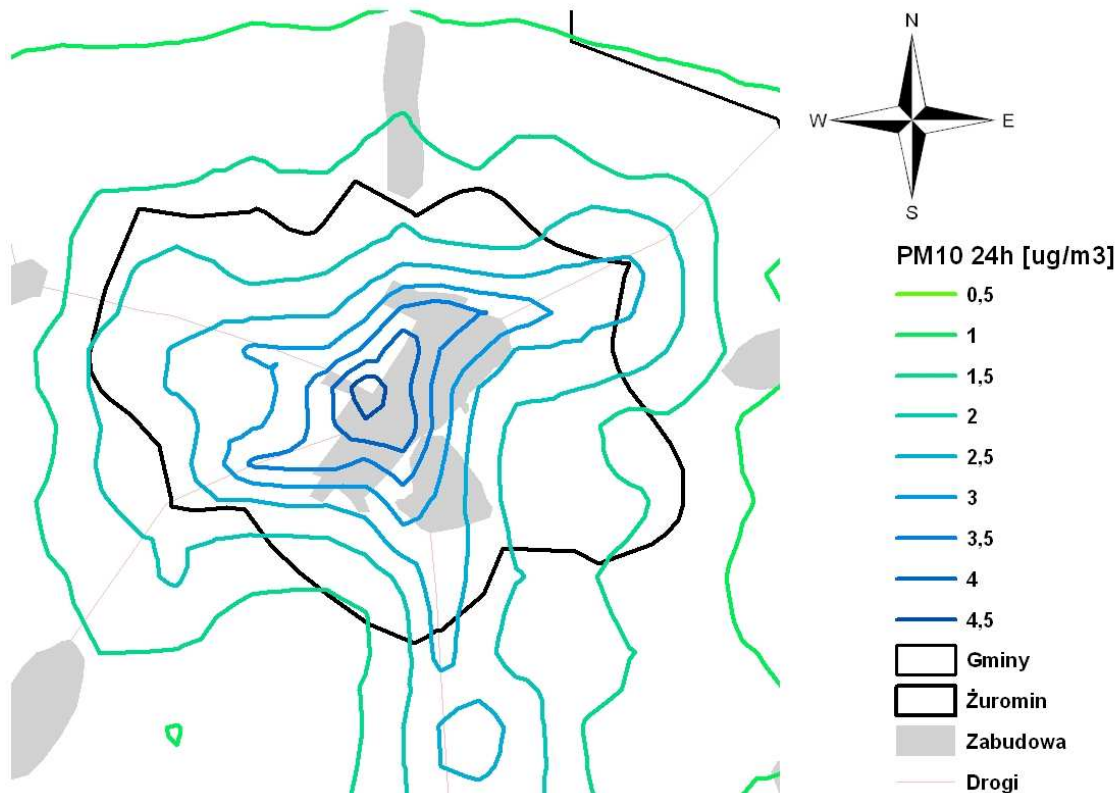 N
W
E
S
PM10 24h [ug/m3]
0,5
1
1,5
2
2,5
3
3,5
4
4,5
Gminy
Żuromin
Zabudowa
Drogi